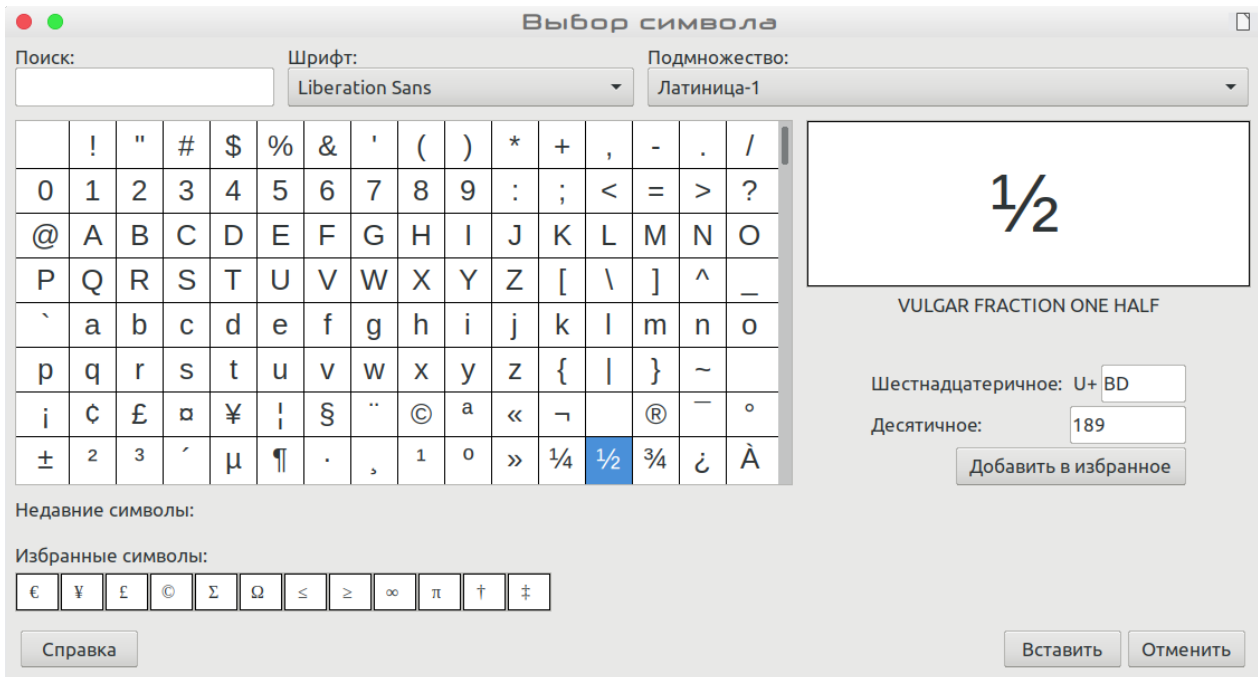 Выбор символа
Поиск: Шрифт: Подмножество:
Liberation Sans Латиница-1
! " # $ % & ' ( ) * + , - . /
0 1 2 3 4 5 6 7 8 9 : ; < = > ?
@ A B C D E F G H I J K L M N O
P Q R S T U V W X Y Z [ \ ] ^ _
` a b c d e f g h i j k l m n o
p q r s t u v w x y z { | } ~
¡ ¢ £ ¤ ¥ ¦ § ¨ © ª « ¬ ® ¯ °
± ² ³ ´ µ ¶ · ¸ ¹ º » ¼ ½ ¾ ¿ À
½
VULGAR FRACTION ONE HALF
Шестнадцатеричное: U+ BD
Десятичное: 189
Добавить в избранное
Недавние символы:
Избранные символы:
€ ¥ £ © Σ Ω ≤ ≥ ∞ π † ‡
Справка Вставить Отменить